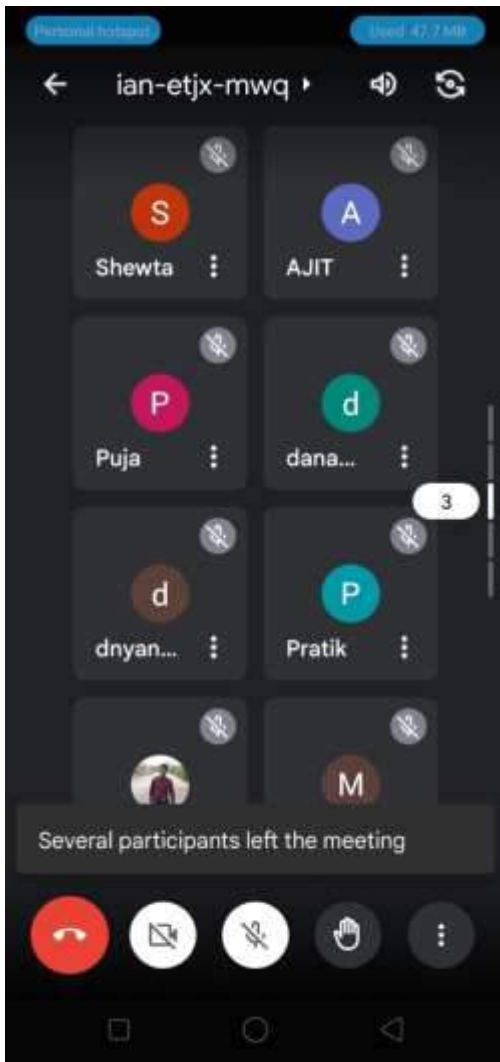 Personal hotspot Used 47.7 MB
ian-etjx-mwq
S A
Shewta AJIT
P d
Puja dana...
3
d P
dnyan... Pratik
M
Several participants left the meeting